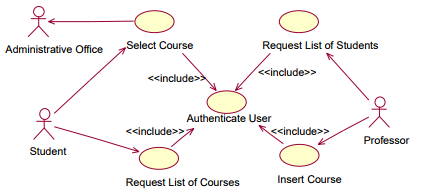 Administrative Office
Select Course
Request List of Students
<<include>>
<<include>>
Authenticate User
<<include>>
<<include>>
Student
Professor
Request List of Courses
Insert Course